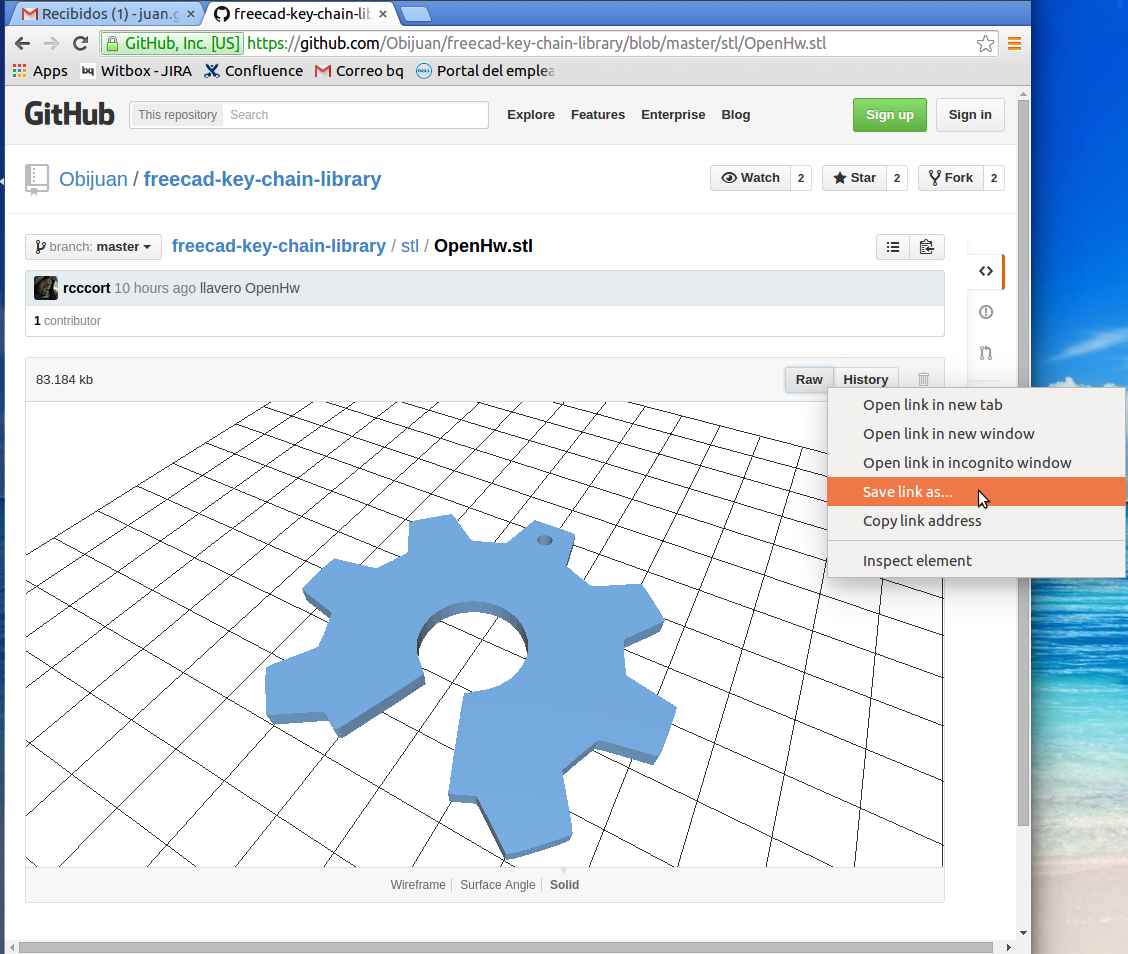 Recibidos (1) - juan.g
freecad-key-chain-lib
GitHub, Inc. [US] https://github.com/Obijuan/freecad-key-chain-library/blob/master/stl/OpenHw.stl
Apps bq Witbox - JIRA Confluence Correo bq DELL Portal del emplea
GitHub This repository Search Explore Features Enterprise Blog Sign up Sign in
Obijuan / freecad-key-chain-library Watch 2 Star 2 Fork 2
branch: master freecad-key-chain-library / stl / OpenHw.stl
rcccort 10 hours ago llavero OpenHw
1 contributor
83.184 kb Raw History
Open link in new tab
Open link in new window
Open link in incognito window
Save link as...
Copy link address
Inspect element
Wireframe Surface Angle Solid